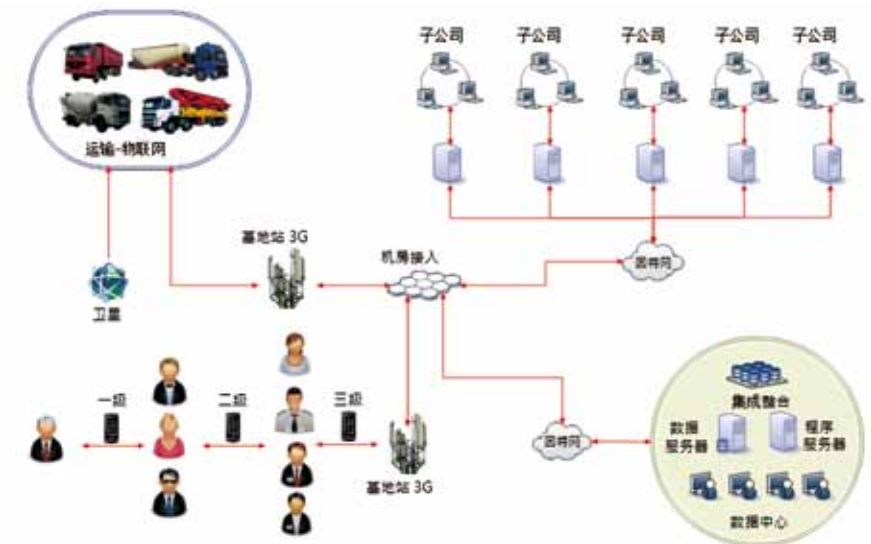 子公司
子公司
子公司
子公司
子公司
运输-物联网
基地站 3G
机房接入
因特网
卫星
一级
二级
三级
基地站 3G
因特网
集成整合
数据
服务器
程序
服务器
数据中心